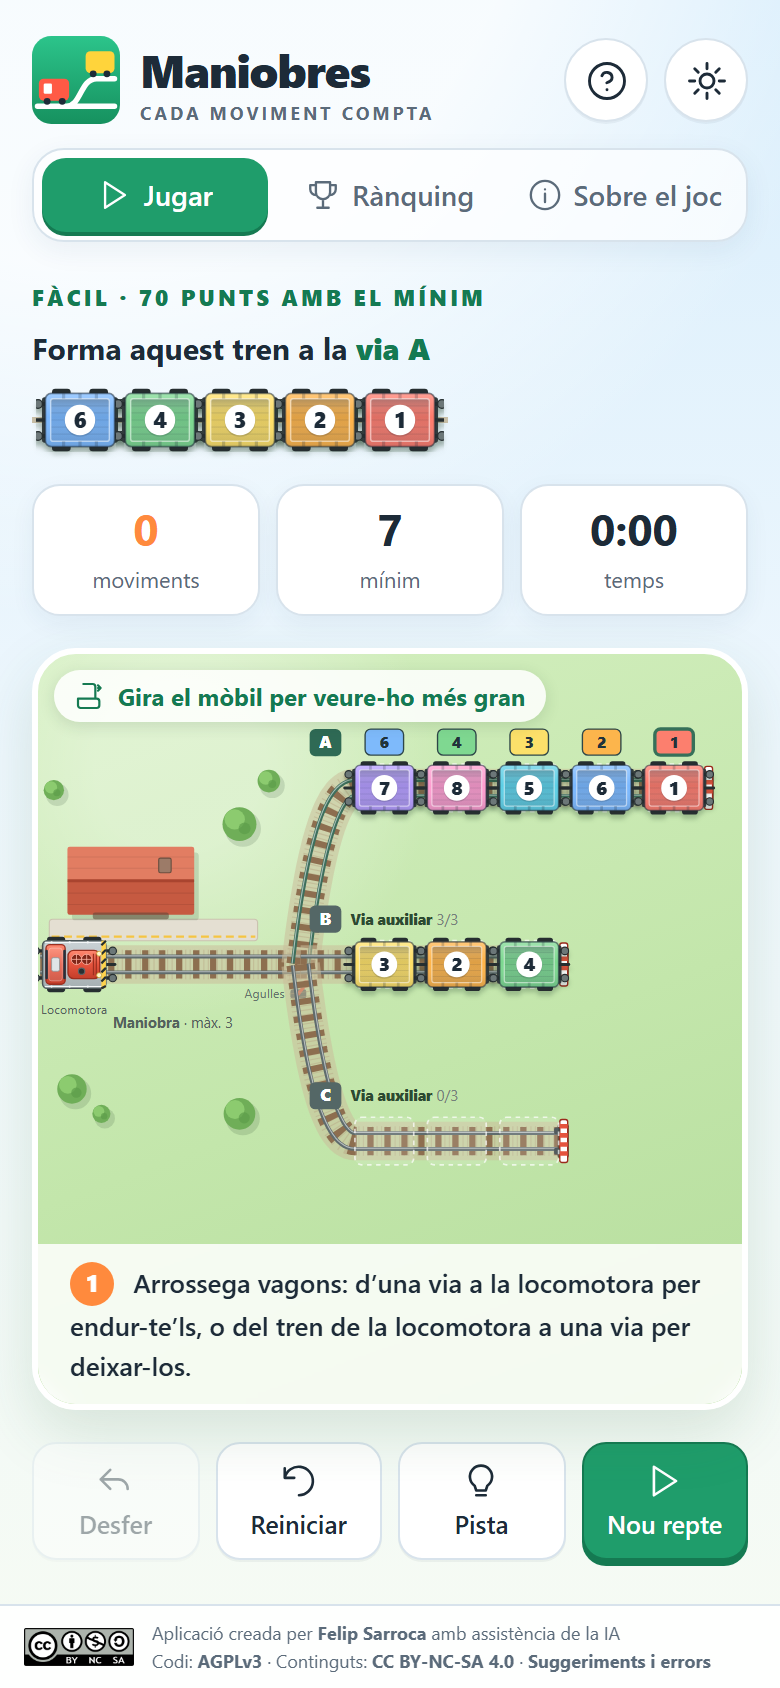 Maniobres
CADA MOVIMENT COMPTA
Jugar
Rànquing
Sobre el joc
FÀCIL · 70 PUNTS AMB EL MÍNIM
Forma aquest tren a la via A
6 4 3 2 1
0
moviments
7
mínim
0:00
temps
Gira el mòbil per veure-ho més gran
A 6 4 3 2 1
7 8 5 6 1
B Via auxiliar 3/3
3 2 4
Agulles
Locomotora
Maniobra · màx. 3
C Via auxiliar 0/3
1 Arrossega vagons: d’una via a la locomotora per
endur-te’ls, o del tren de la locomotora a una via per
deixar-los.
Desfer
Reiniciar
Pista
Nou repte
cc BY NC SA
Aplicació creada per Felip Sarroca amb assistència de la IA
Codi: AGPLv3 · Continguts: CC BY-NC-SA 4.0 · Suggeriments i errors